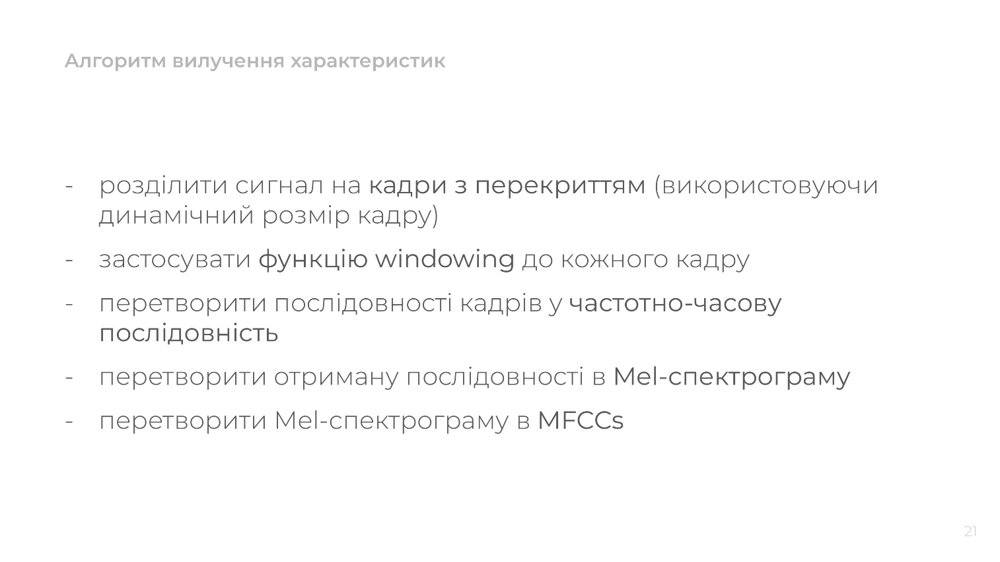 Алгоритм вилучення характеристик
- розділити сигнал на кадри з перекриттям (використовуючи
динамічний розмір кадру)
- застосувати функцію windowing до кожного кадру
- перетворити послідовності кадрів у частотно-часову
послідовність
- перетворити отриману послідовності в Mel-спектрограму
- перетворити Mel-спектрограму в MFCCs
21